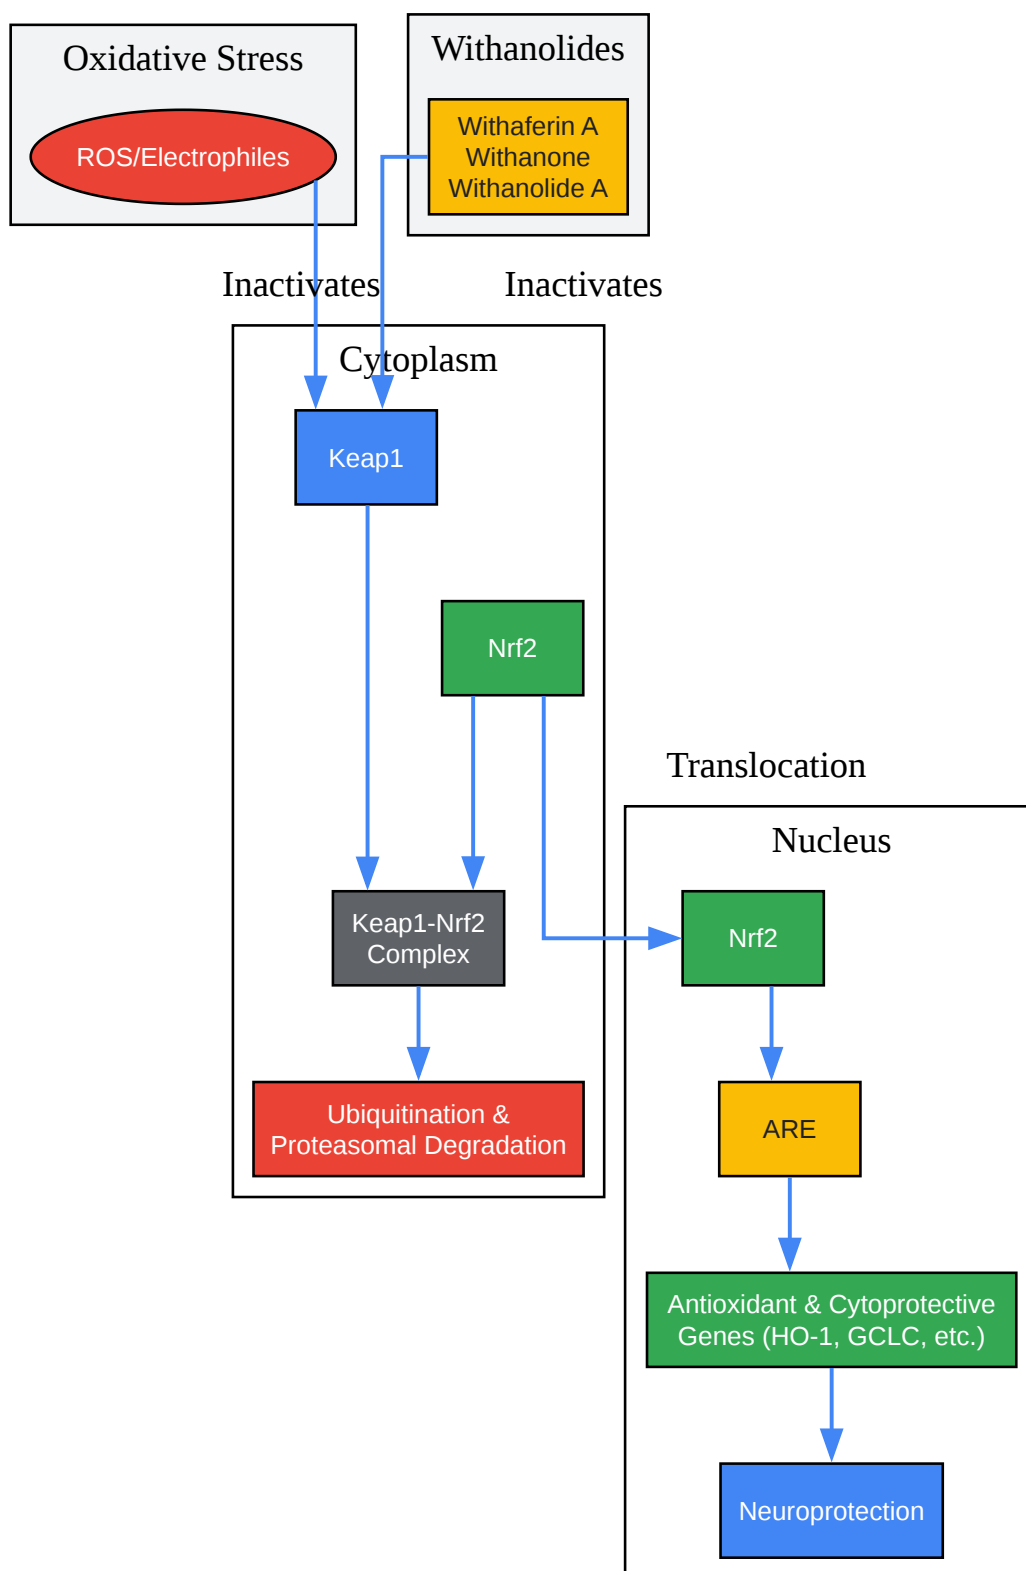 Oxidative Stress
ROS/Electrophiles
Withanolides
Withaferin A
Withanone
Withanolide A
Inactivates
Inactivates
Cytoplasm
Keap1
Nrf2
Translocation
Nucleus
Keap1-Nrf2
Complex
Nrf2
Ubiquitination &
Proteasomal Degradation
ARE
Antioxidant & Cytoprotective
Genes (HO-1, GCLC, etc.)
Neuroprotection